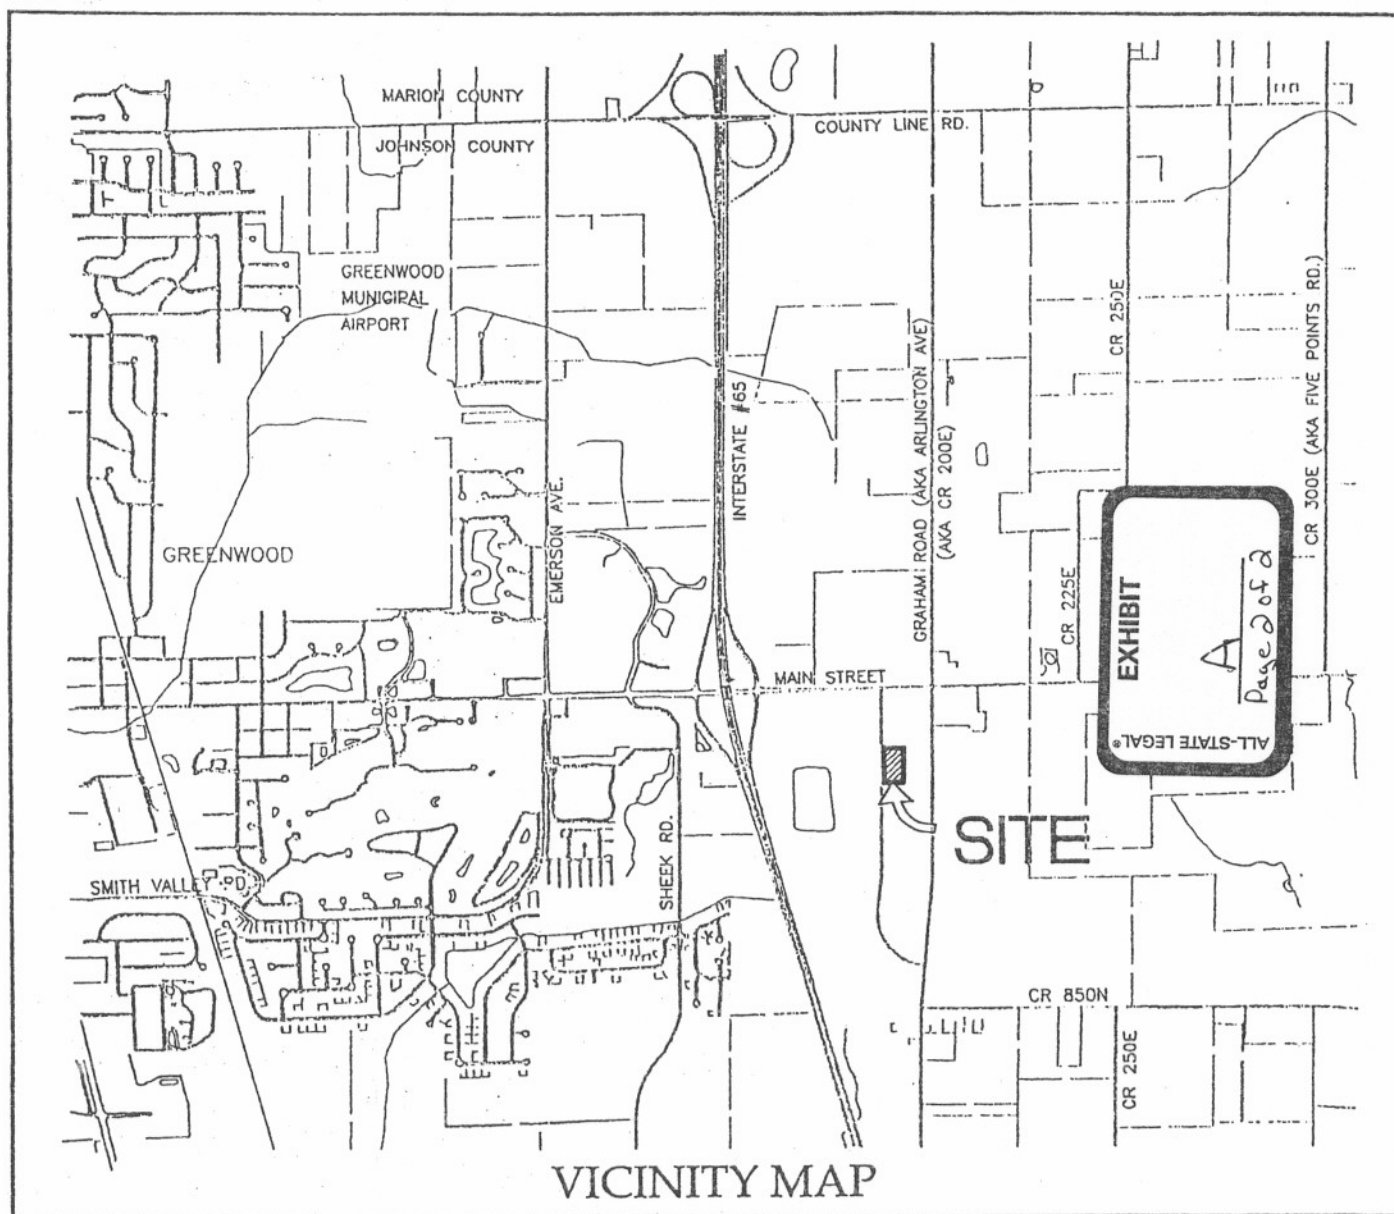 MARION COUNTY
JOHNSON COUNTY
COUNTY LINE RD.
GREENWOOD
MUNICIPAL
AIRPORT
INTERSTATE #65
EMERSON AVE.
GRAHAM ROAD (AKA ARLINGTON AVE)
(AKA CR 200E)
CR 250E
CR 300E (AKA FIVE POINTS RD.)
GREENWOOD
CR 225E
EXHIBIT
A
Page 2 of 2
ALL-STATE LEGAL®
MAIN STREET
SITE
SHEEK RD.
SMITH VALLEY RD.
CR 850N
CR 250E
VICINITY MAP